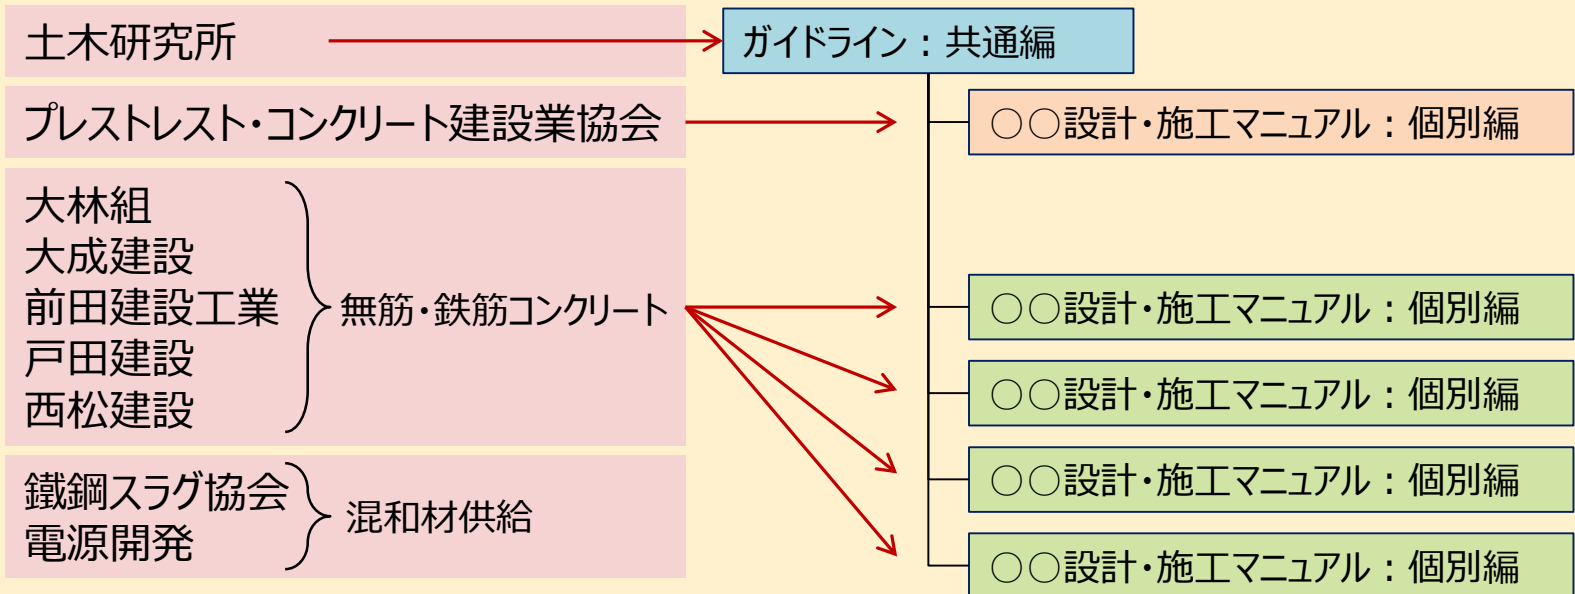 土木研究所
ガイドライン：共通編
プレストレスト・コンクリート建設業協会
○○設計・施工マニュアル：個別編
大林組
大成建設
前田建設工業
戸田建設
西松建設
無筋・鉄筋コンクリート
○○設計・施工マニュアル：個別編
○○設計・施工マニュアル：個別編
○○設計・施工マニュアル：個別編
○○設計・施工マニュアル：個別編
鐵鋼スラグ協会
電源開発
混和材供給